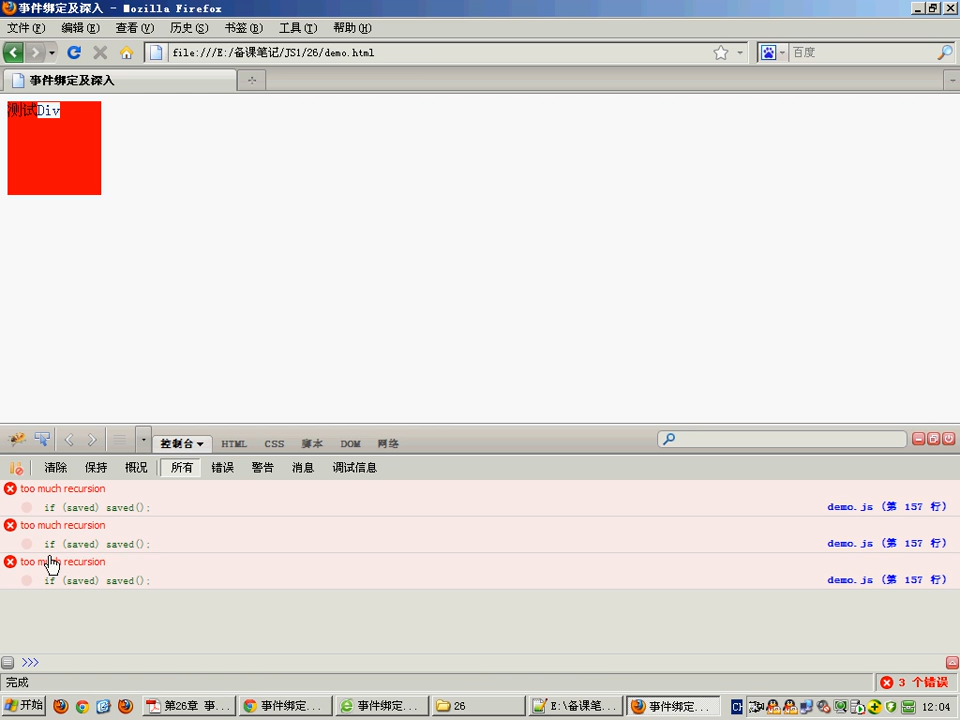 事件绑定及深入 - Mozilla Firefox
文件(F) 编辑(E) 查看(V) 历史(S) 书签(B) 工具(T) 帮助(H)
file:///E:/备课笔记/JS1/26/demo.html 百度
事件绑定及深入
测试Div
控制台 HTML CSS 脚本 DOM 网络
清除 保持 概况 所有 错误 警告 消息 调试信息
too much recursion
if (saved) saved(); demo.js (第 157 行)
too much recursion
if (saved) saved(); demo.js (第 157 行)
too much recursion
if (saved) saved(); demo.js (第 157 行)
>>>
完成 3 个错误
开始 第26章 事... 事件绑定... 事件绑定... 26 E:\备课笔... 事件绑定... CH 12:04